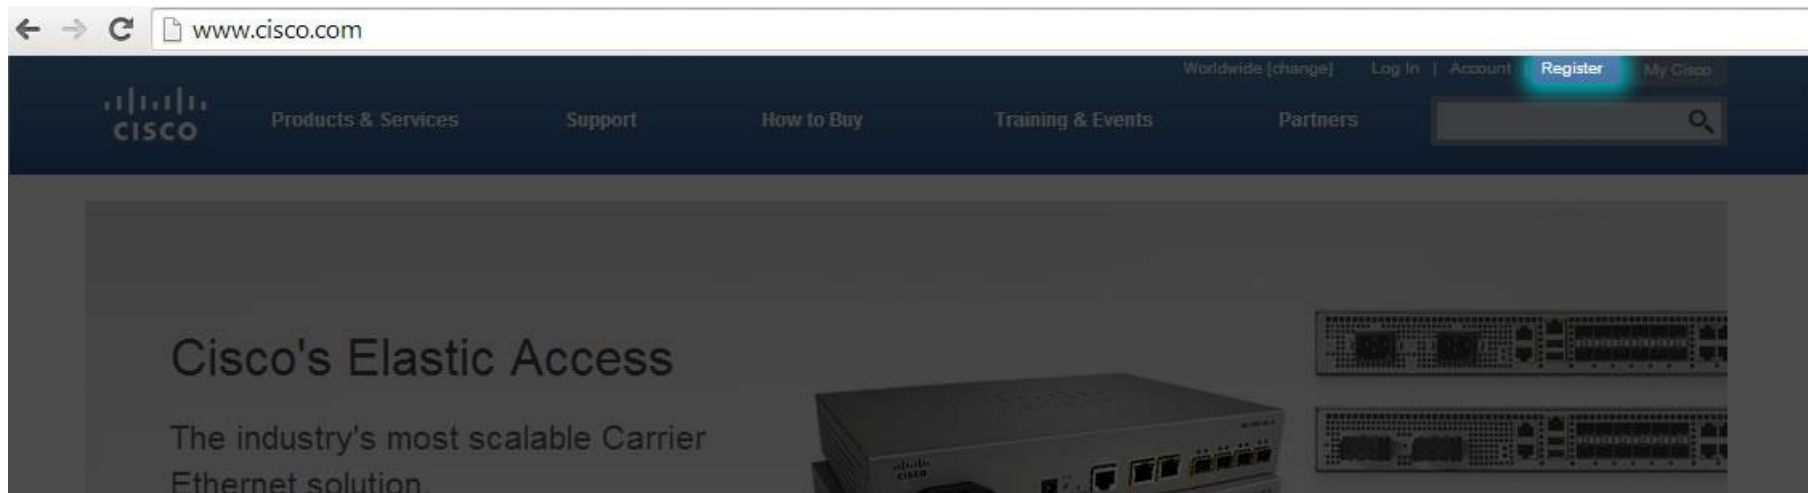 www.cisco.com
Worldwide [change] Log In | Account | Register My Cisco
CISCO Products & Services Support How to Buy Training & Events Partners
Cisco's Elastic Access
The industry's most scalable Carrier
Ethernet solution.
CISCO